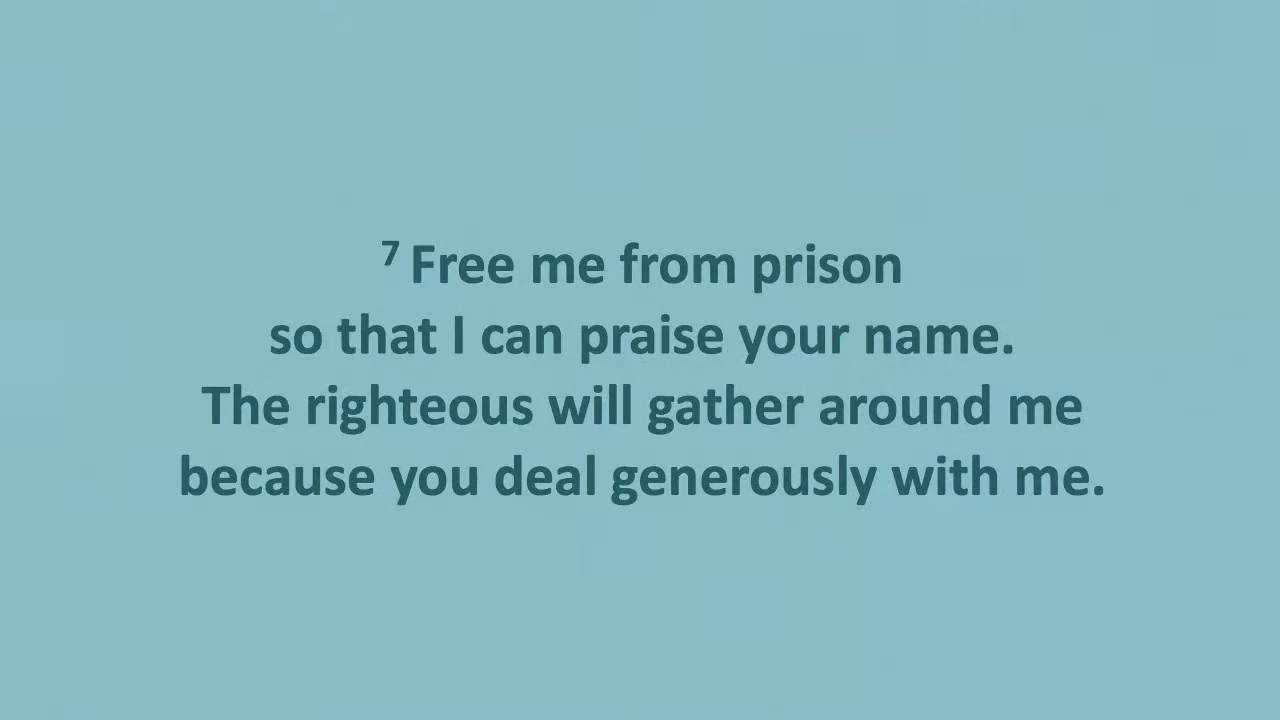 ⁷ Free me from prison
so that I can praise your name.
The righteous will gather around me
because you deal generously with me.